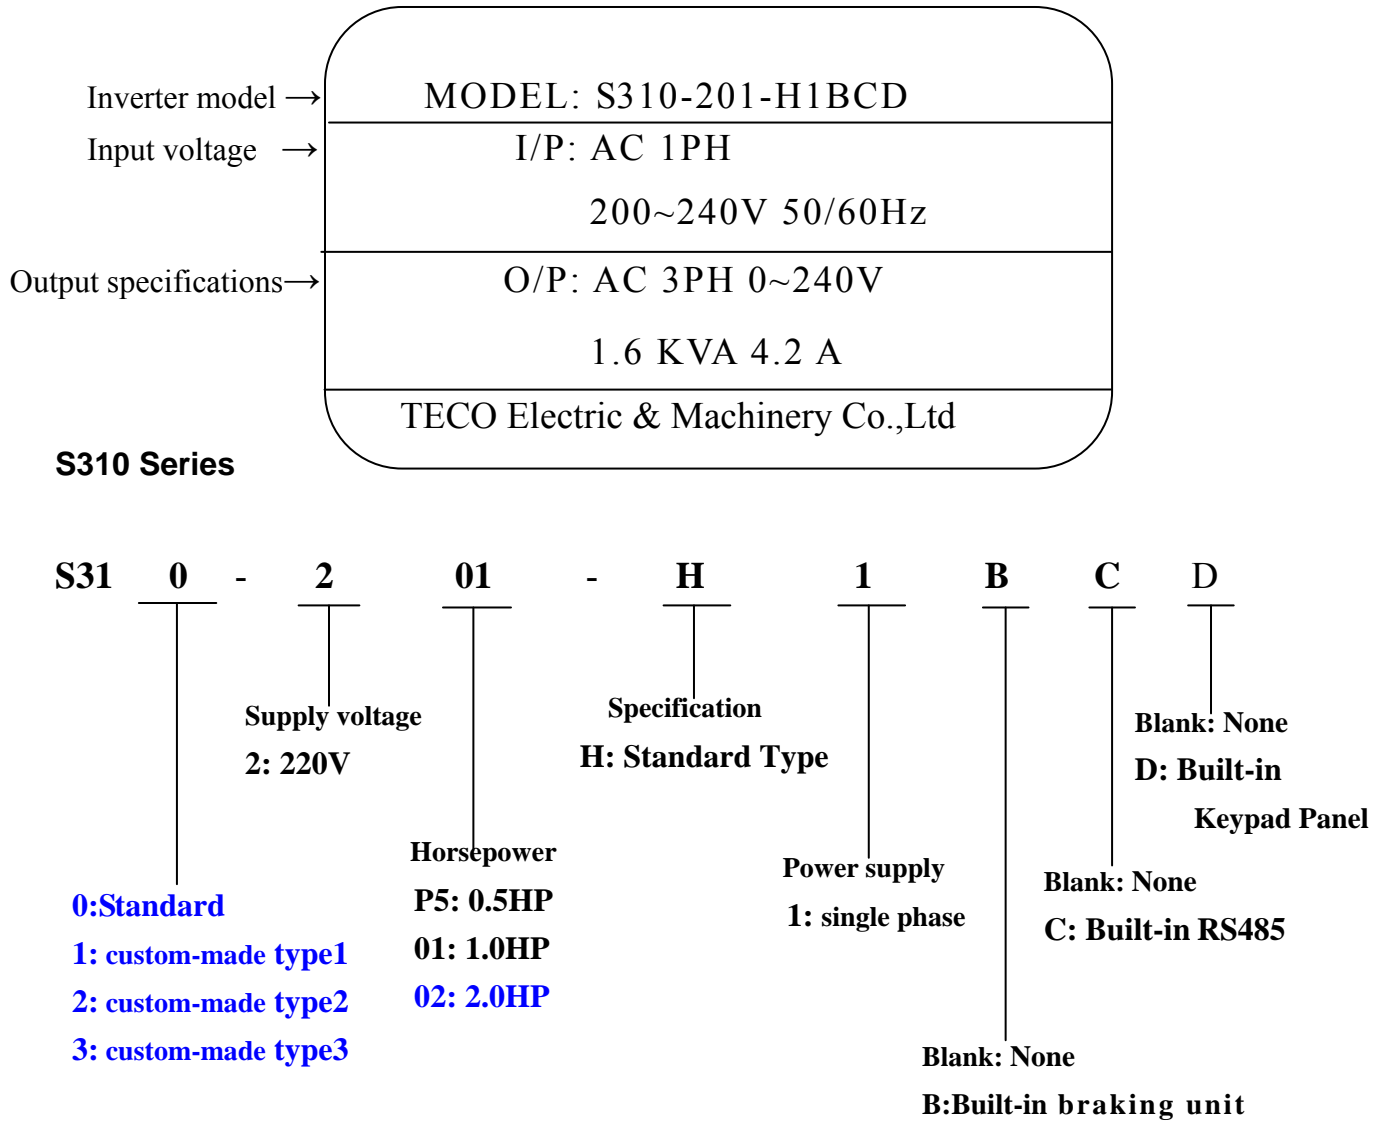 Inverter model → MODEL: S310-201-H1BCD
Input voltage → I/P: AC 1PH
200~240V 50/60Hz
Output specifications→ O/P: AC 3PH 0~240V
1.6 KVA 4.2 A
TECO Electric & Machinery Co.,Ltd
S310 Series
S31 0 - 2 01 - H 1 B C D
Supply voltage
2: 220V
Specification
H: Standard Type
Blank: None
D: Built-in
Keypad Panel
Horsepower
P5: 0.5HP
01: 1.0HP
02: 2.0HP
Power supply
1: single phase
Blank: None
C: Built-in RS485
0:Standard
1: custom-made type1
2: custom-made type2
3: custom-made type3
Blank: None
B:Built-in braking unit